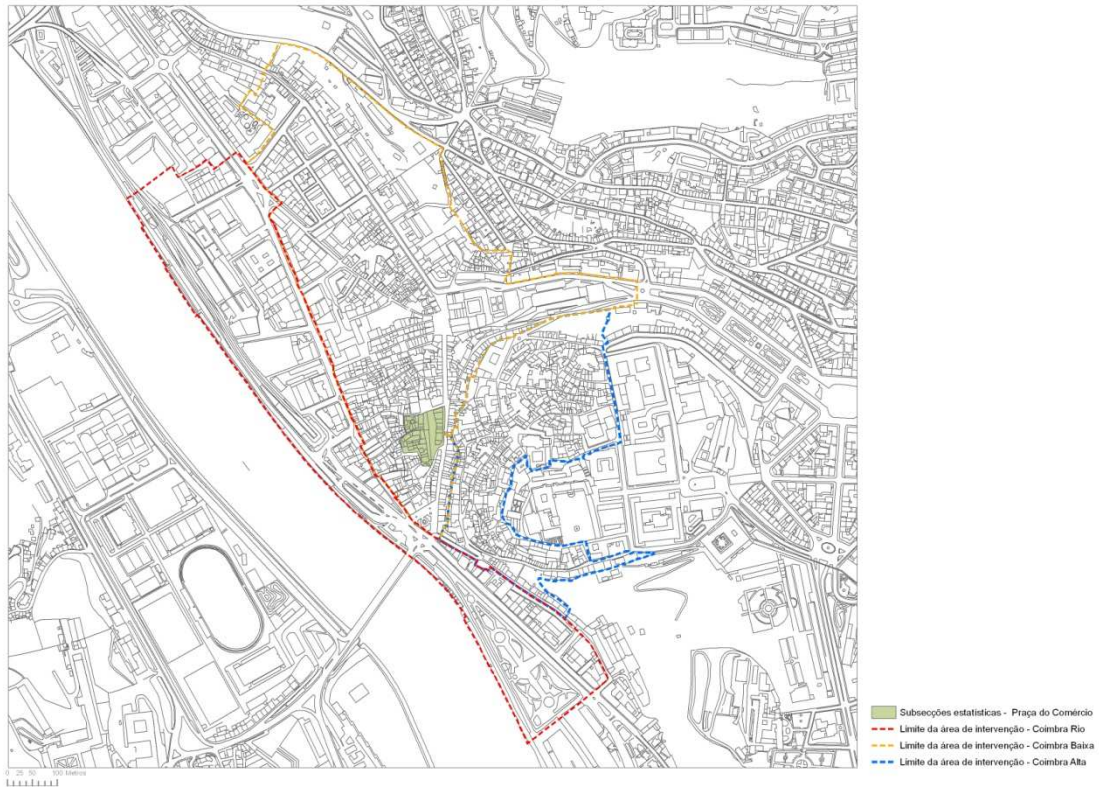 Subsecções estatísticas - Praça do Comércio
Limite da área de intervenção - Coimbra Rio
Limite da área de intervenção - Coimbra Baixa
Limite da área de intervenção - Coimbra Alta
0 25 50 100 Metros